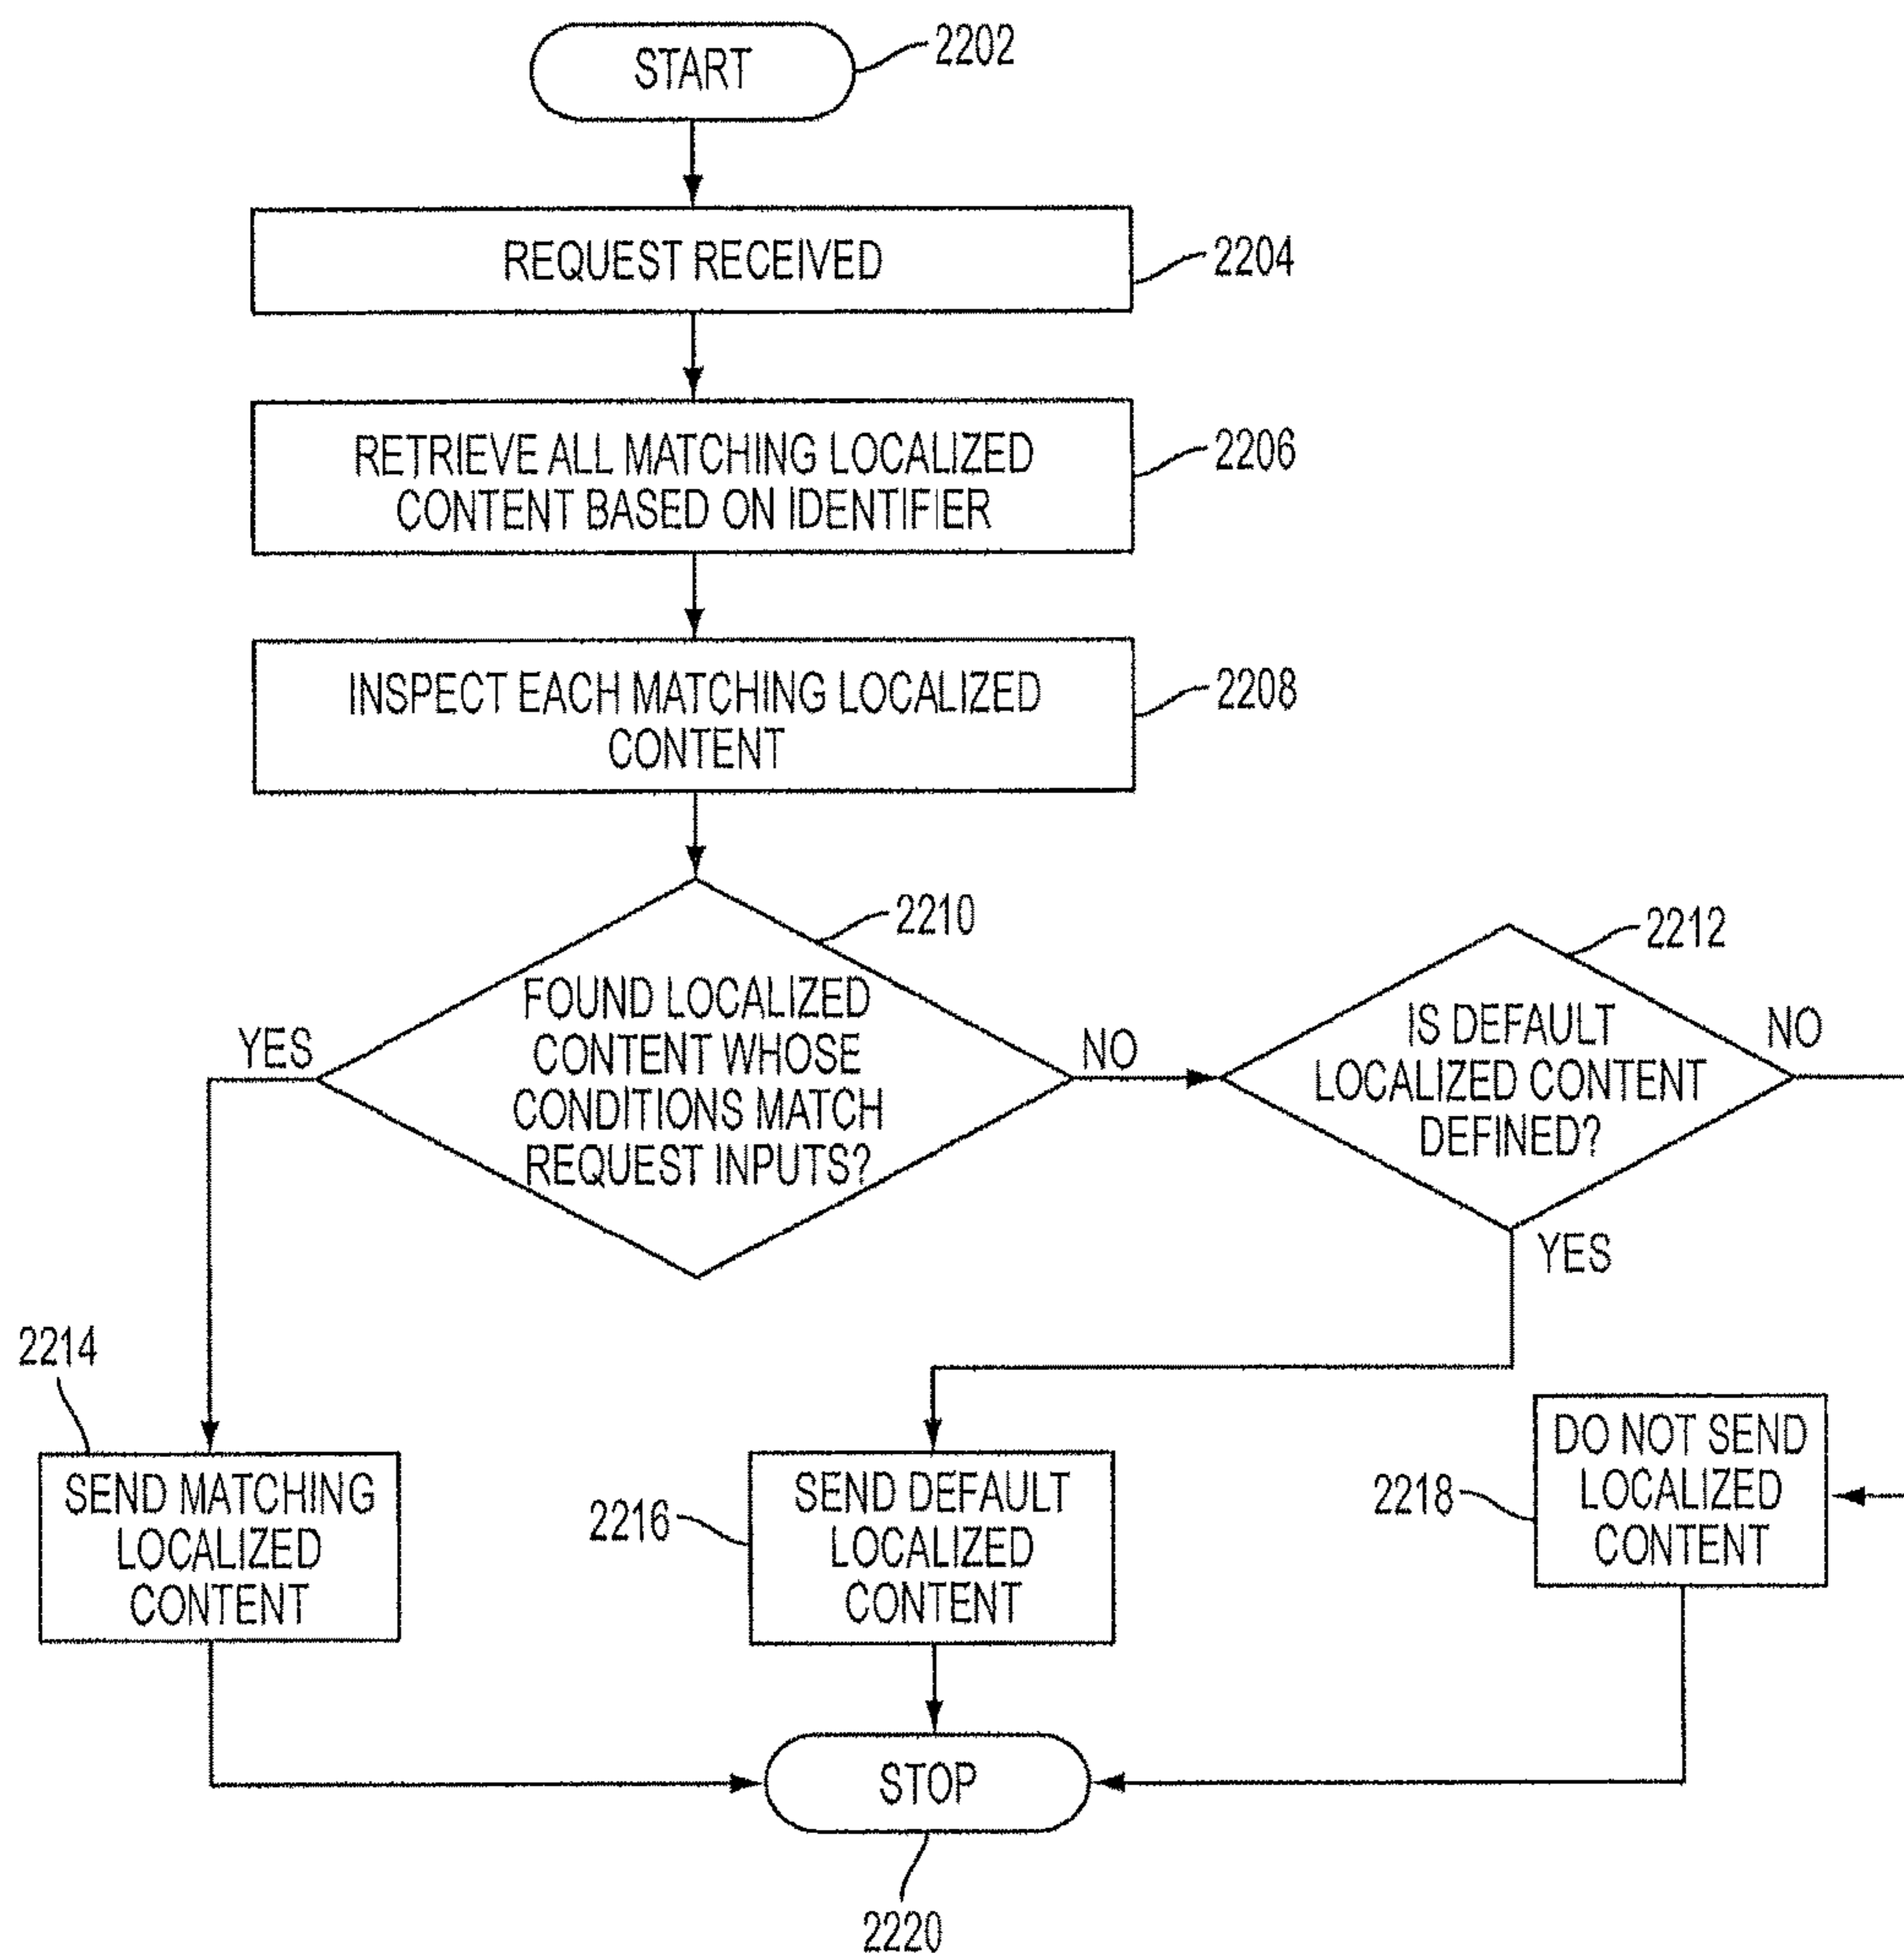 START
2202
REQUEST RECEIVED
2204
RETRIEVE ALL MATCHING LOCALIZED
CONTENT BASED ON IDENTIFIER
2206
INSPECT EACH MATCHING LOCALIZED
CONTENT
2208
2210
FOUND LOCALIZED
CONTENT WHOSE
CONDITIONS MATCH
REQUEST INPUTS?
YES
NO
2212
IS DEFAULT
LOCALIZED CONTENT
DEFINED?
NO
YES
2214
SEND MATCHING
LOCALIZED
CONTENT
2216
SEND DEFAULT
LOCALIZED
CONTENT
2218
DO NOT SEND
LOCALIZED
CONTENT
STOP
2220